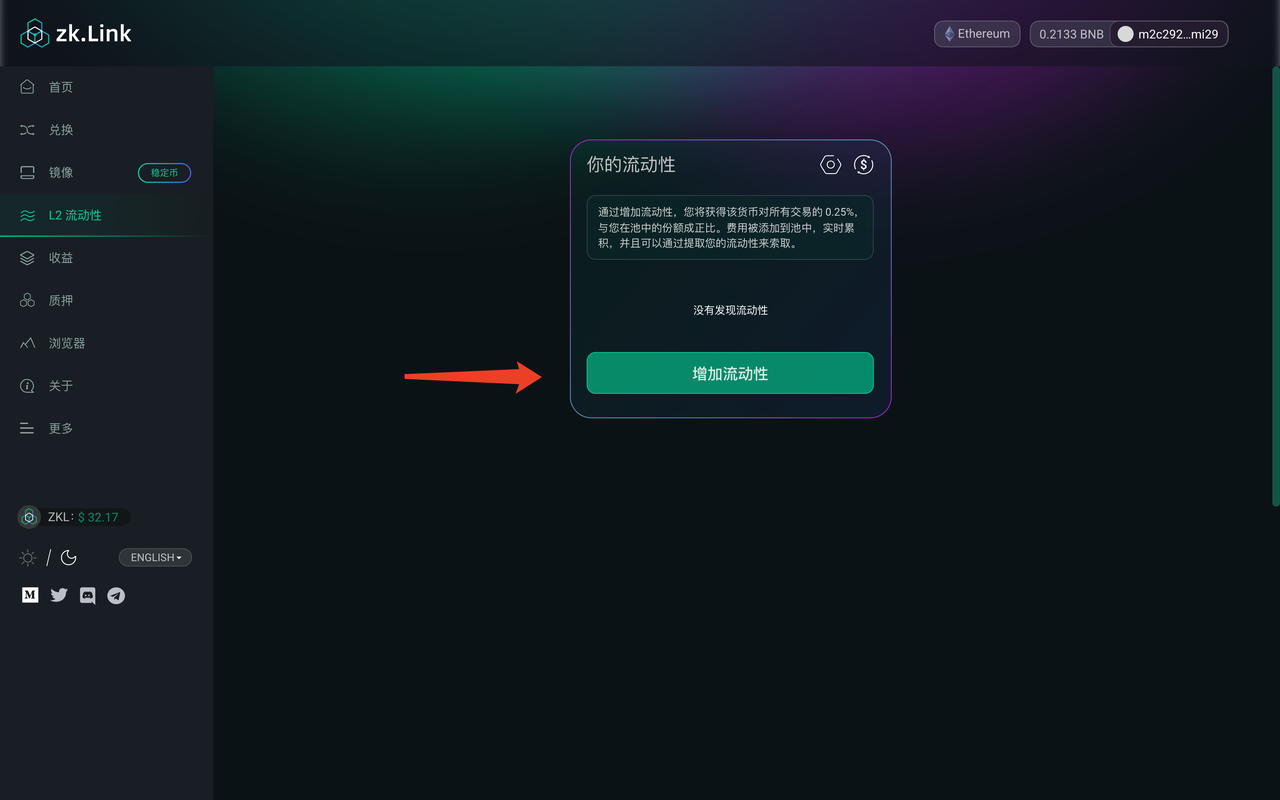 zk.Link
Ethereum
0.2133 BNB
m2c292...mi29
首页
兑换
镜像
稳定币
L2 流动性
收益
质押
浏览器
关于
更多
ZKL: $ 32.17
ENGLISH
你的流动性
通过增加流动性，您将获得该货币对所有交易的 0.25%，
与您在池中的份额成正比。费用被添加到池中，实时累
积，并且可以通过提取您的流动性来索取。
没有发现流动性
增加流动性